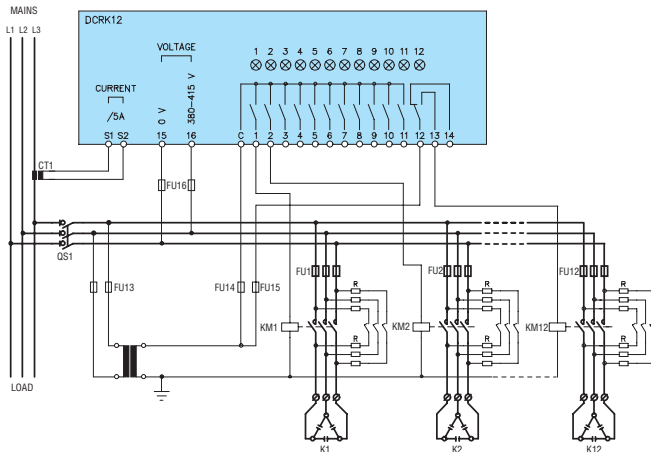 MAINS
L1 L2 L3
DCRK12
VOLTAGE
CURRENT
/5A
0 V
380-415 V
1 2 3 4 5 6 7 8 9 10 11 12
S1 S2 15 16 C 1 2 3 4 5 6 7 8 9 10 11 12 13 14
CT1
FU16
QS1
FU13
FU14
FU15
FU1
FU2
FU12
R
R
R
KM1
KM2
KM12
R
R
R
LOAD
K1
K2
K12